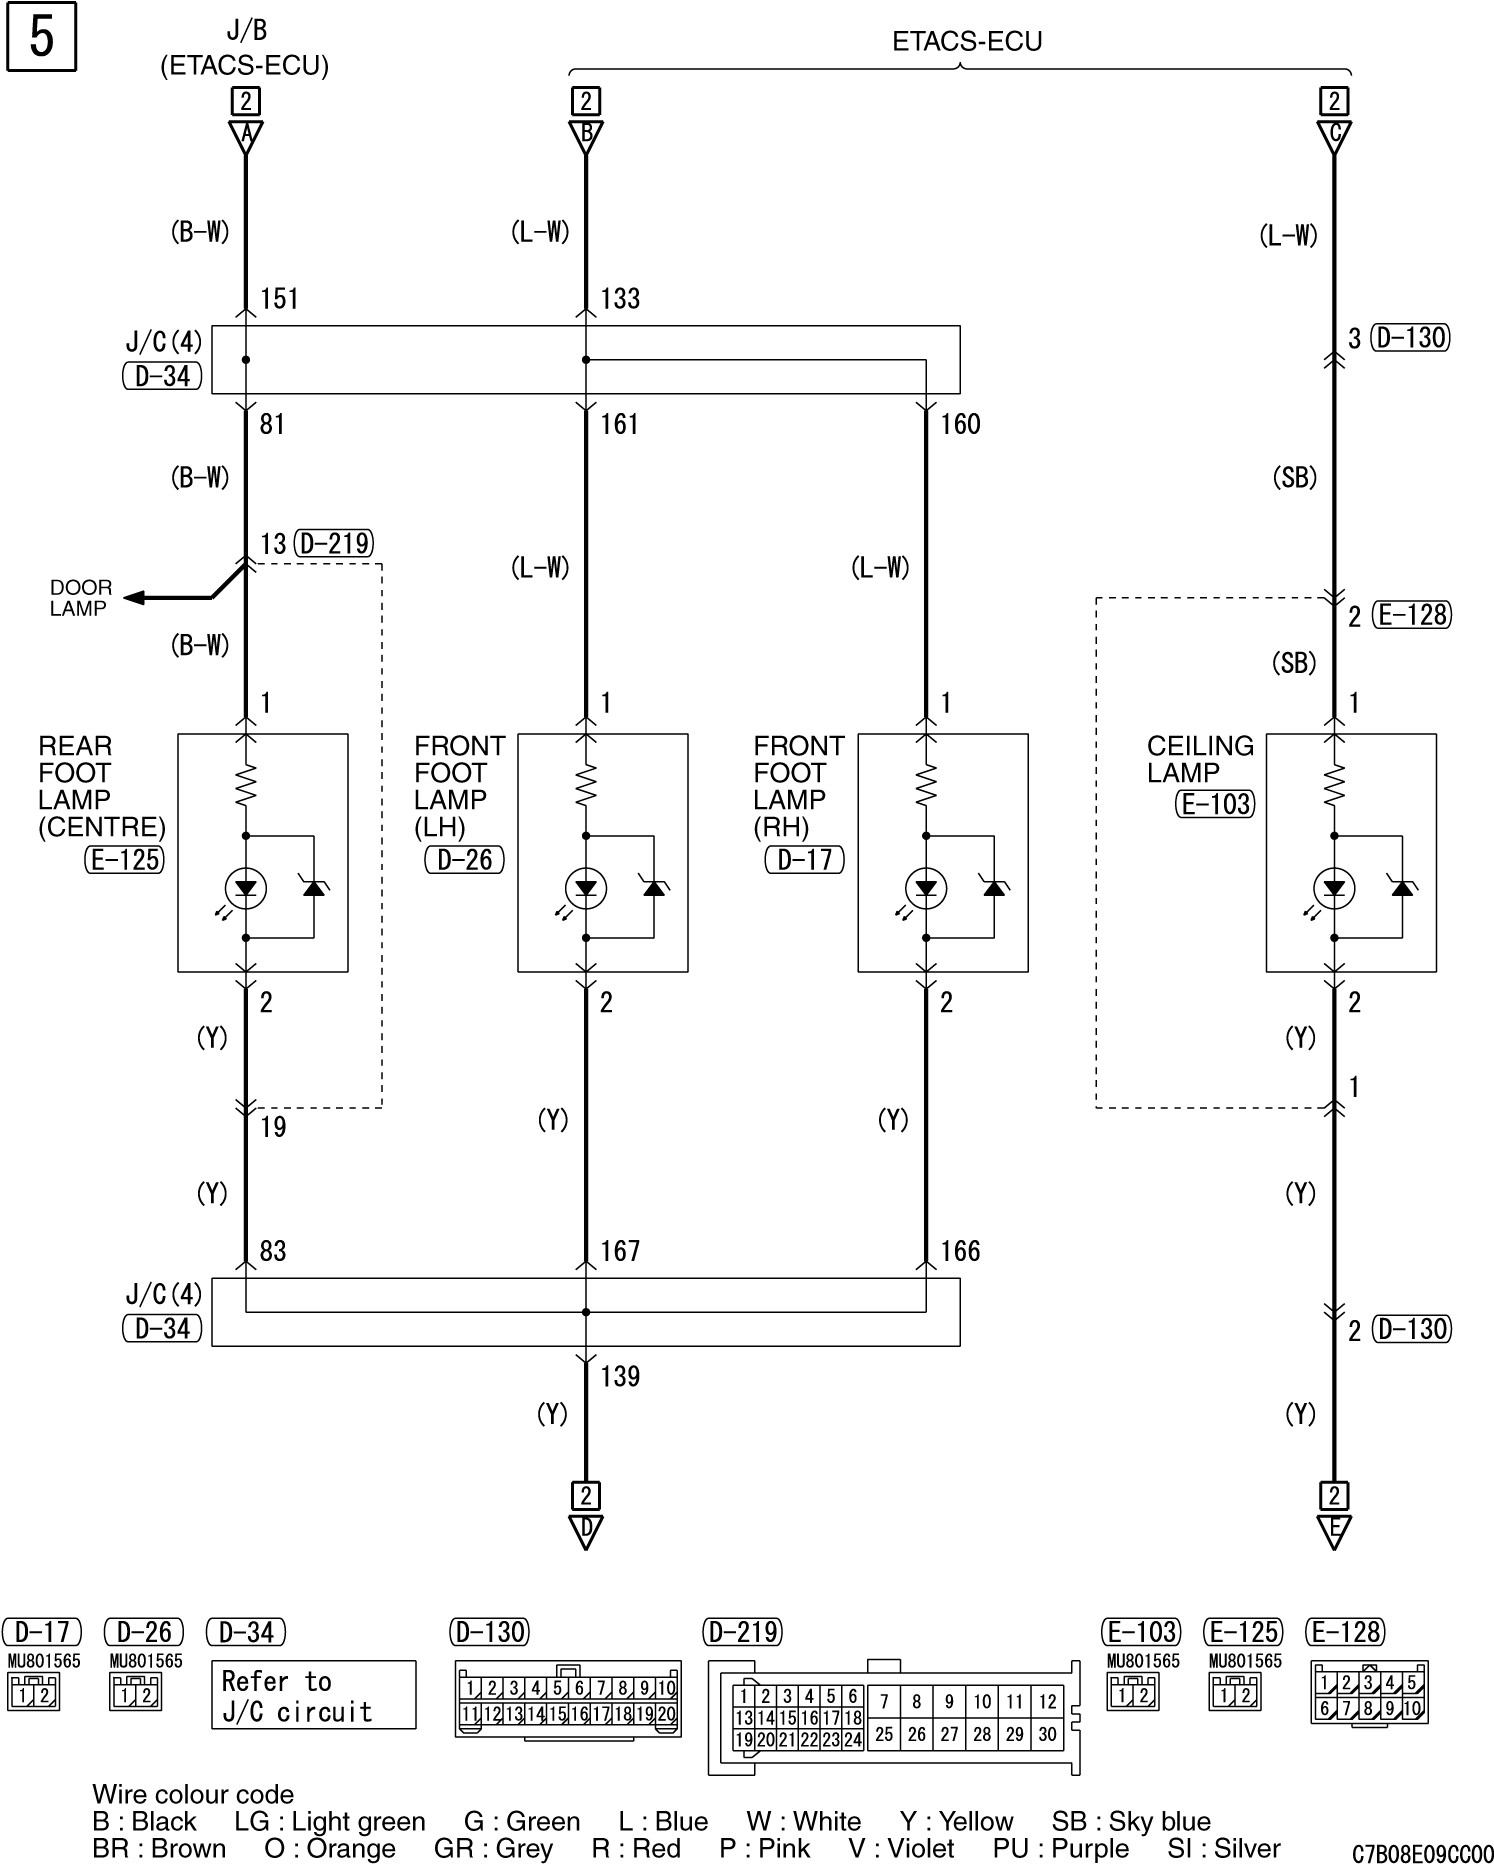 5
J/B
(ETACS-ECU)
ETACS-ECU
2 2 2
A B C
(B-W) (L-W) (L-W)
151 133
J/C(4)
D-34
3 D-130
81 161 160
(B-W) (SB)
13 D-219
DOOR
LAMP
(L-W) (L-W)
2 E-128
(B-W) (SB)
1 1 1 1
REAR
FOOT
LAMP
(CENTRE)
E-125
FRONT
FOOT
LAMP
(LH)
D-26
FRONT
FOOT
LAMP
(RH)
D-17
CEILING
LAMP
E-103
2 2 2 2
(Y) (Y)
1
19 (Y) (Y)
(Y) (Y)
83 167 166
J/C(4)
D-34
2 D-130
139
(Y) (Y)
2 2
D E
D-17 D-26 D-34 D-130 D-219 E-103 E-125 E-128
MU801565 MU801565 MU801565 MU801565
1 2
1 2
Refer to
J/C circuit
1 2 3 4 5 6 7 8 9 10
11 12 13 14 15 16 17 18 19 20
1 2 3 4 5 6 7 8 9 10 11 12
13 14 15 16 17 18
19 20 21 22 23 24 25 26 27 28 29 30
1 2
1 2
1 2 3 4 5
6 7 8 9 10
Wire colour code
B : Black LG : Light green G : Green L : Blue W : White Y : Yellow SB : Sky blue
BR : Brown O : Orange GR : Grey R : Red P : Pink V : Violet PU : Purple SI : Silver
C7B08E09CC00